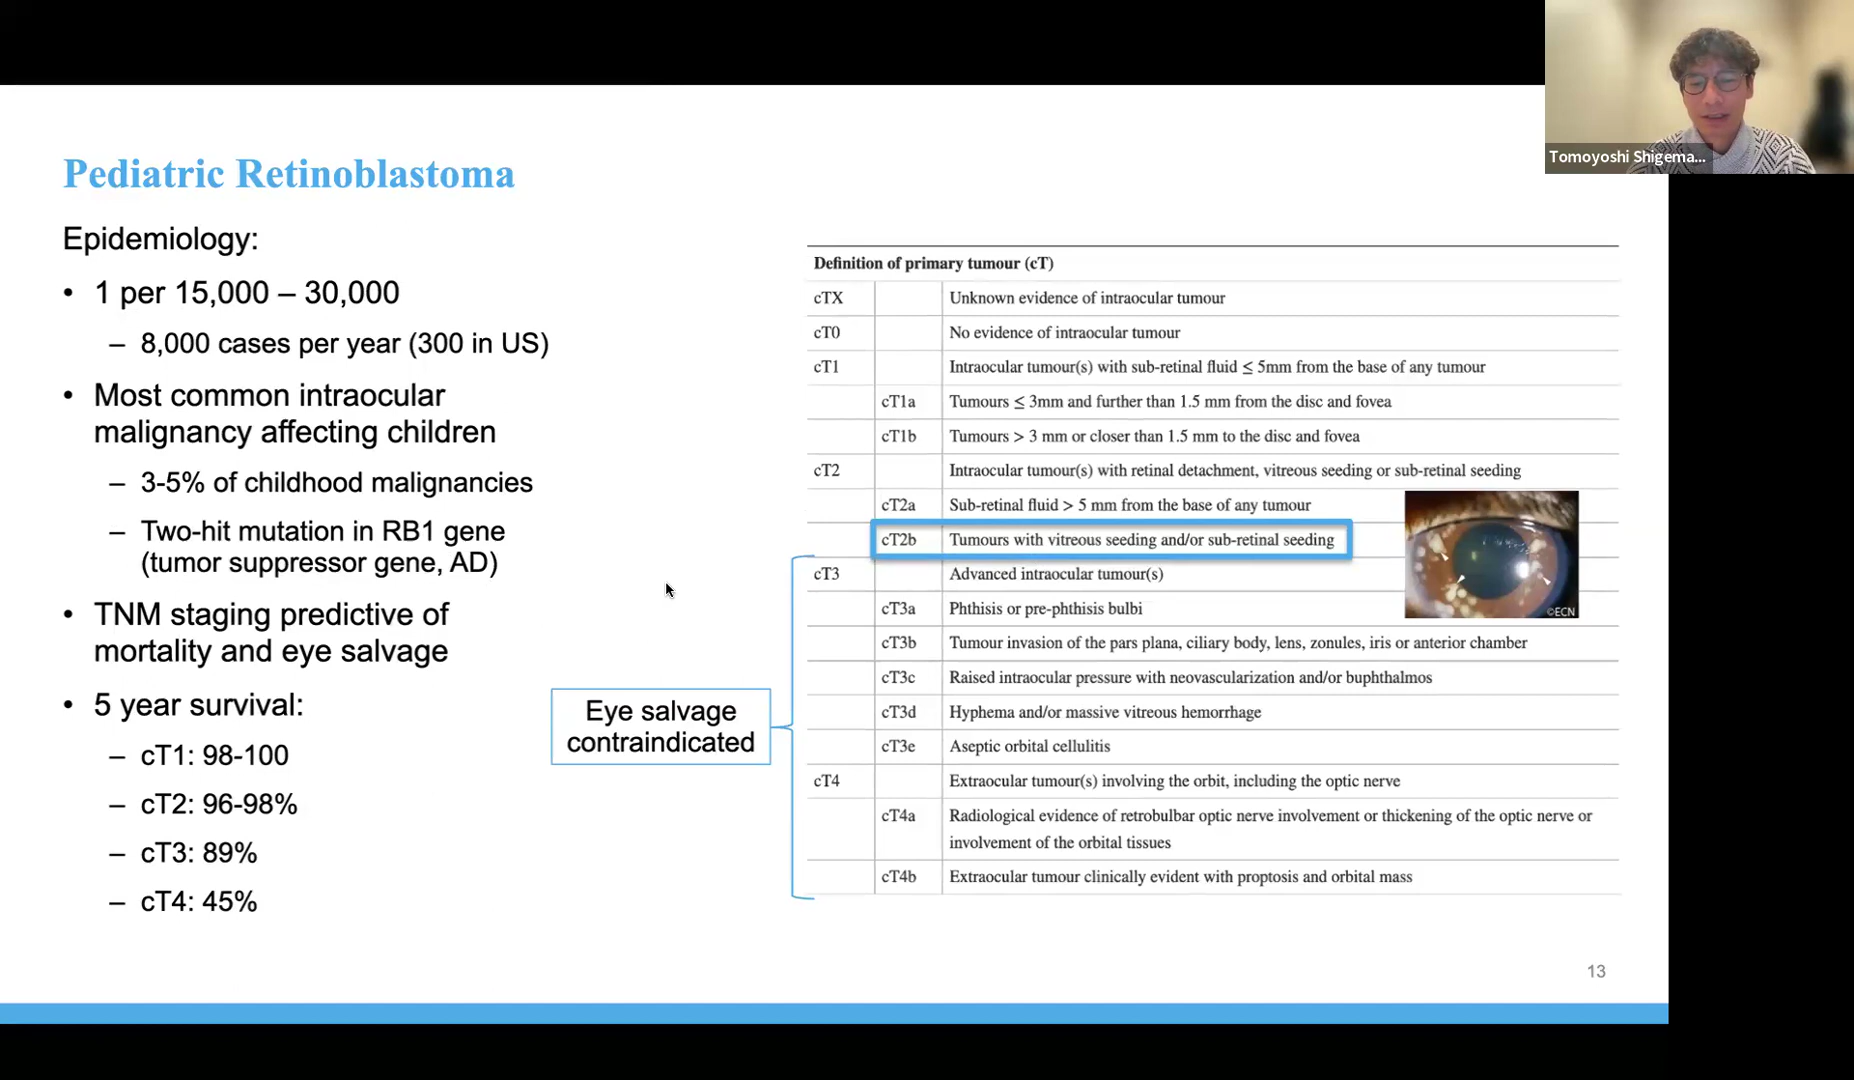 Tomoyoshi Shigema...
Pediatric Retinoblastoma
Epidemiology:
• 1 per 15,000 – 30,000
– 8,000 cases per year (300 in US)
• Most common intraocular
malignancy affecting children
– 3-5% of childhood malignancies
– Two-hit mutation in RB1 gene
(tumor suppressor gene, AD)
• TNM staging predictive of
mortality and eye salvage
• 5 year survival:
– cT1: 98-100
– cT2: 96-98%
– cT3: 89%
– cT4: 45%
Eye salvage
contraindicated
Definition of primary tumour (cT)
cTX Unknown evidence of intraocular tumour
cT0 No evidence of intraocular tumour
cT1 Intraocular tumour(s) with sub-retinal fluid ≤ 5mm from the base of any tumour
cT1a Tumours ≤ 3mm and further than 1.5 mm from the disc and fovea
cT1b Tumours > 3 mm or closer than 1.5 mm to the disc and fovea
cT2 Intraocular tumour(s) with retinal detachment, vitreous seeding or sub-retinal seeding
cT2a Sub-retinal fluid > 5 mm from the base of any tumour
cT2b Tumours with vitreous seeding and/or sub-retinal seeding
cT3 Advanced intraocular tumour(s)
cT3a Phthisis or pre-phthisis bulbi
cT3b Tumour invasion of the pars plana, ciliary body, lens, zonules, iris or anterior chamber
cT3c Raised intraocular pressure with neovascularization and/or buphthalmos
cT3d Hyphema and/or massive vitreous hemorrhage
cT3e Aseptic orbital cellulitis
cT4 Extraocular tumour(s) involving the orbit, including the optic nerve
cT4a Radiological evidence of retrobulbar optic nerve involvement or thickening of the optic nerve or
involvement of the orbital tissues
cT4b Extraocular tumour clinically evident with proptosis and orbital mass
©ECN
13